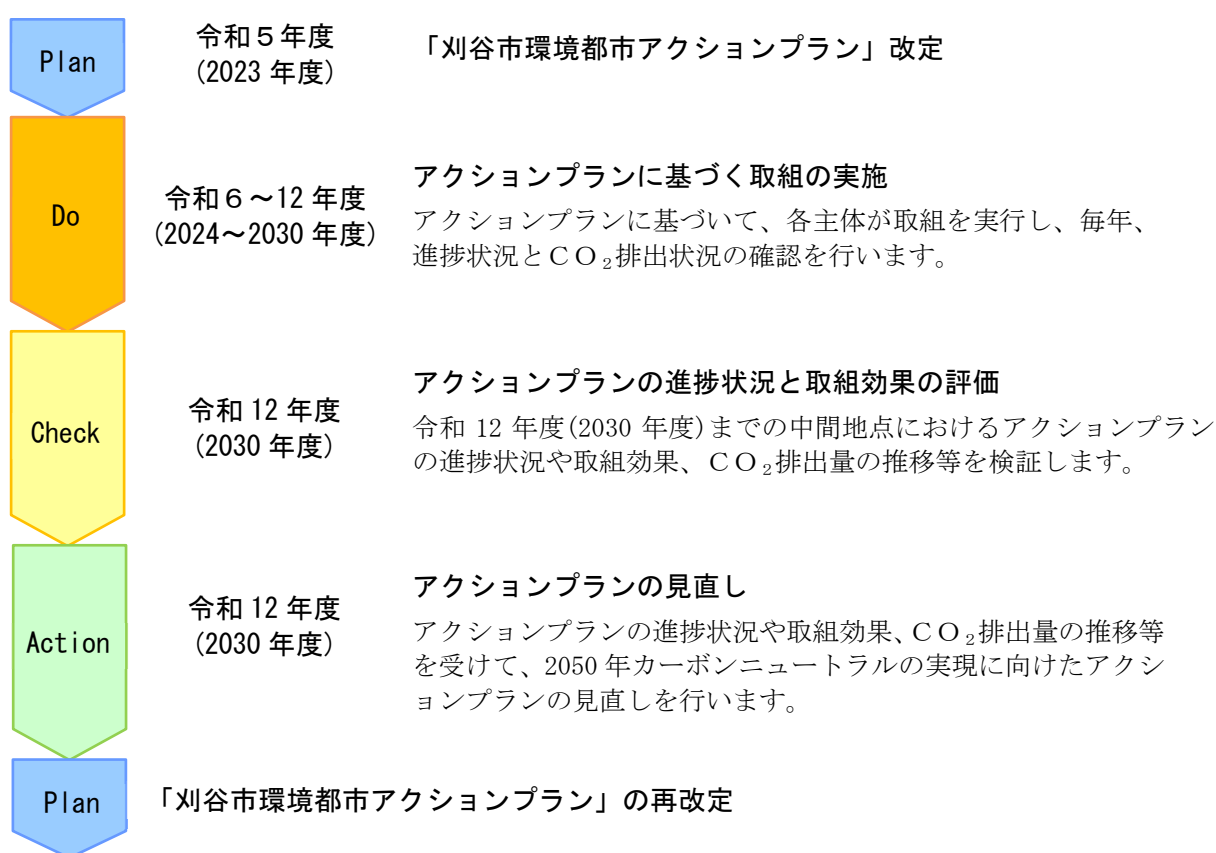 Plan
令和５年度
(2023 年度)
「刈谷市環境都市アクションプラン」改定
Do
令和６～12 年度
(2024～2030 年度)
アクションプランに基づく取組の実施
アクションプランに基づいて、各主体が取組を実行し、毎年、
進捗状況とＣＯ₂排出状況の確認を行います。
Check
令和 12 年度
(2030 年度)
アクションプランの進捗状況と取組効果の評価
令和 12 年度(2030 年度)までの中間地点におけるアクションプラン
の進捗状況や取組効果、ＣＯ₂排出量の推移等を検証します。
Action
令和 12 年度
(2030 年度)
アクションプランの見直し
アクションプランの進捗状況や取組効果、ＣＯ₂排出量の推移等
を受けて、2050 年カーボンニュートラルの実現に向けたアクシ
ョンプランの見直しを行います。
Plan
「刈谷市環境都市アクションプラン」の再改定